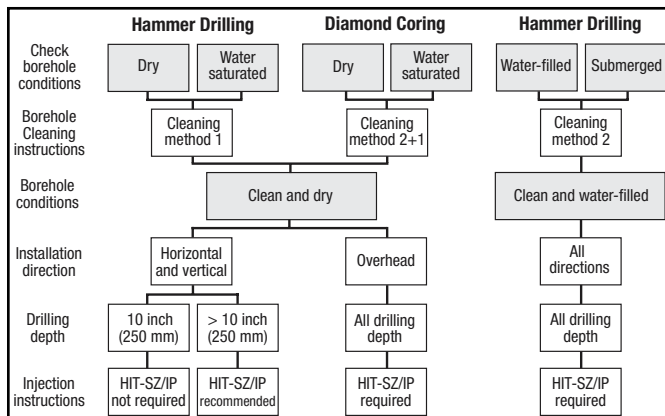 Hammer Drilling
Diamond Coring
Hammer Drilling
Check
borehole
conditions
Dry
Water
saturated
Dry
Water
saturated
Water-filled
Submerged
Borehole
Cleaning
instructions
Cleaning
method 1
Cleaning
method 2+1
Cleaning
method 2
Borehole
conditions
Clean and dry
Clean and water-filled
Installation
direction
Horizontal
and vertical
Overhead
All
directions
Drilling
depth
10 inch
(250 mm)
> 10 inch
(250 mm)
All drilling
depth
All drilling
depth
Injection
instructions
HIT-SZ/IP
not required
HIT-SZ/IP
recommended
HIT-SZ/IP
required
HIT-SZ/IP
required